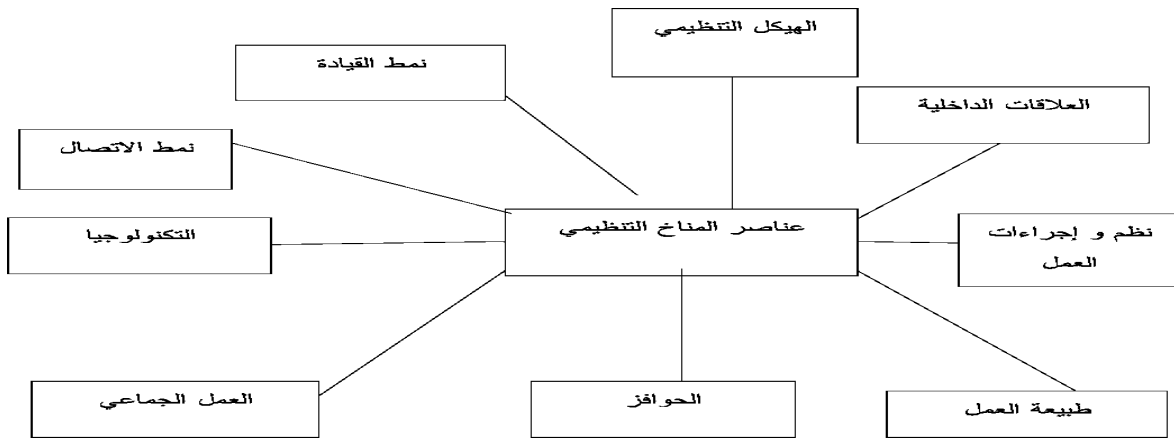 الهيكل التنظيمي
نمط القيادة
العلاقات الداخلية
نمط الاتصال
عناصر المناخ التنظيمي
التكنولوجيا
نظم و إجراءات
العمل
العمل الجماعي
الحوافز
طبيعة العمل